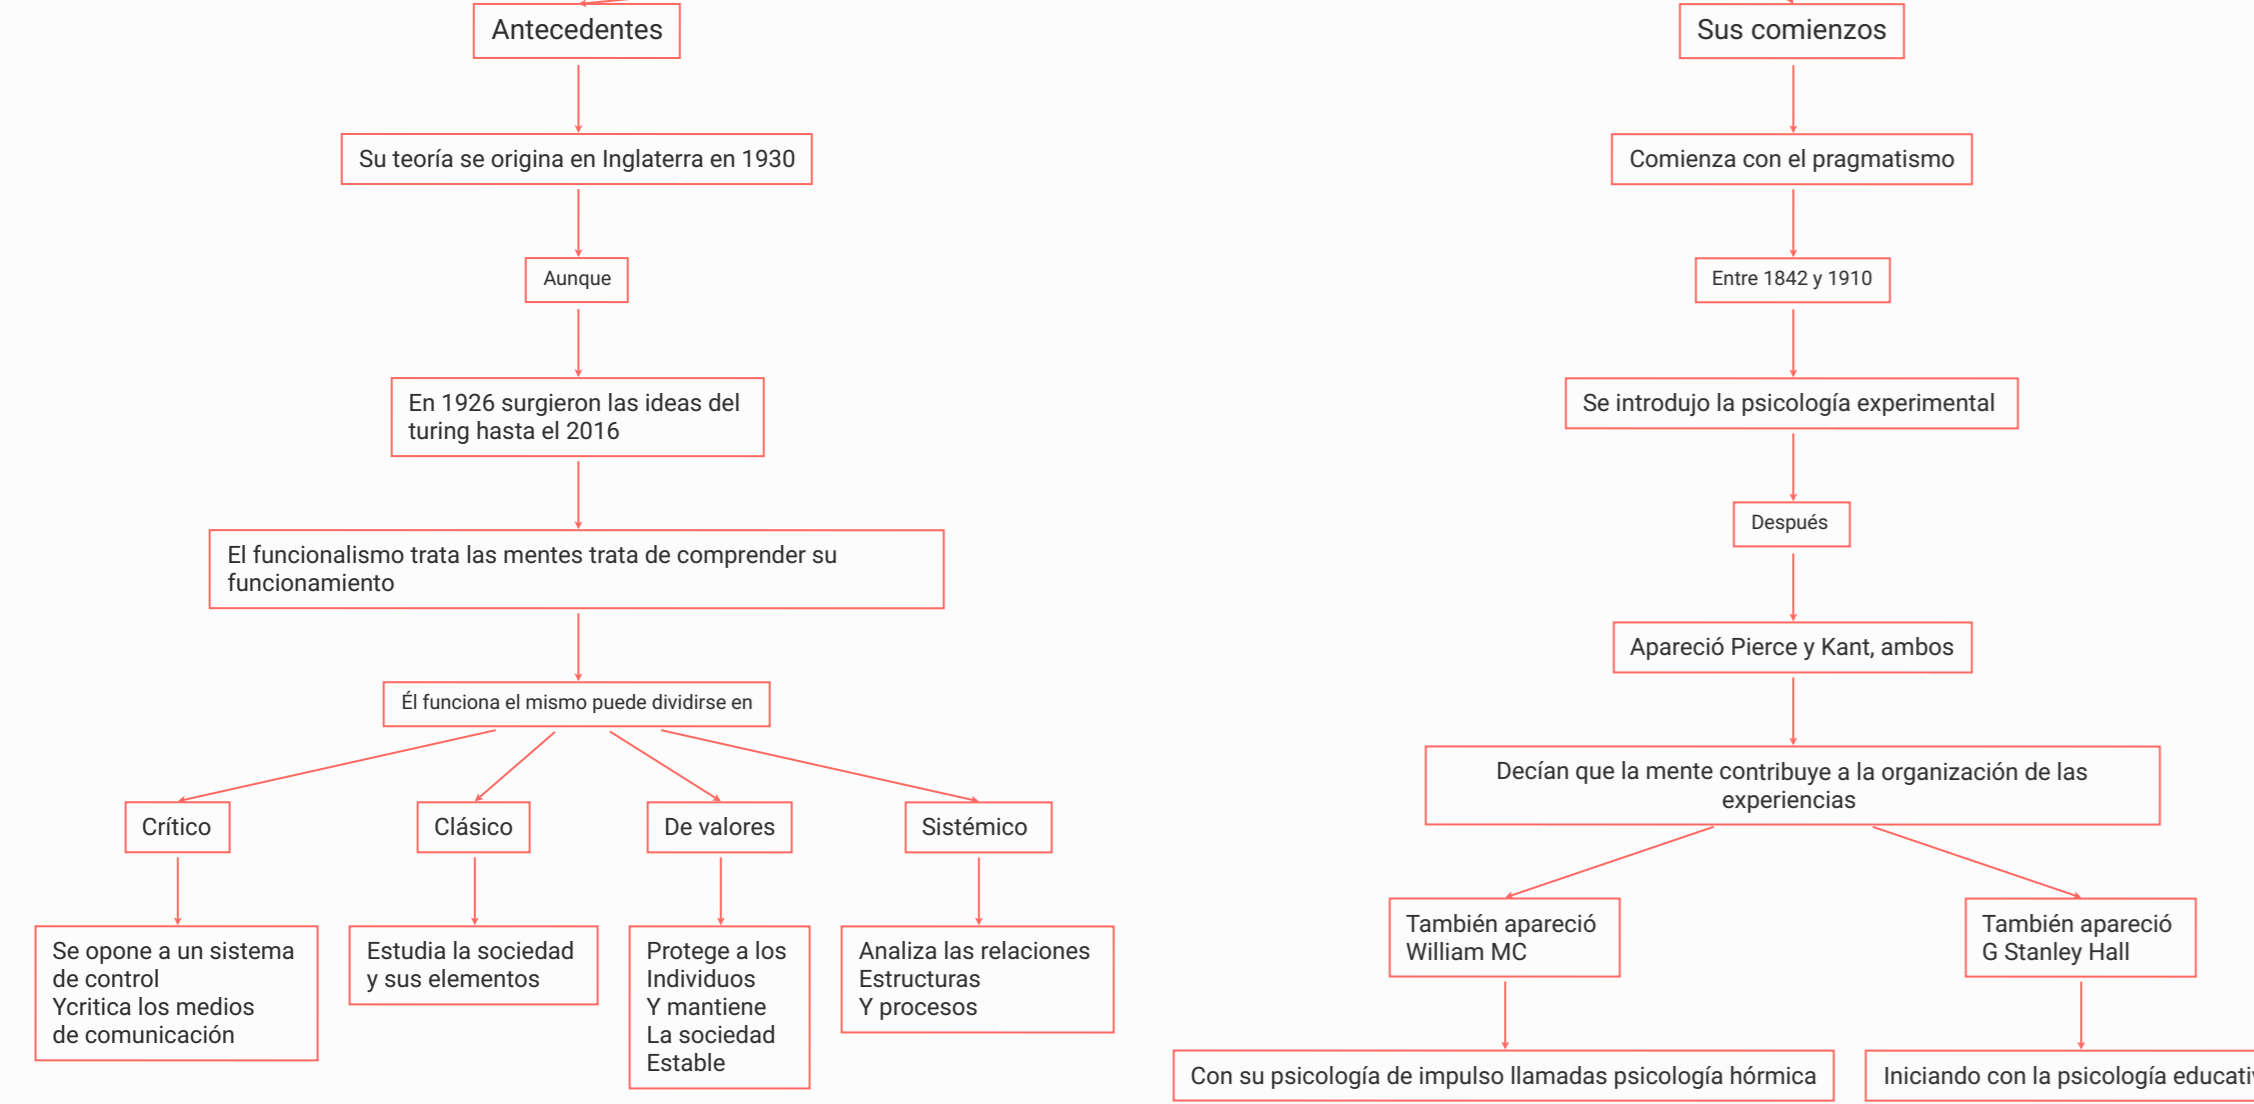 Antecedentes
Su teoría se origina en Inglaterra en 1930
Aunque
En 1926 surgieron las ideas del
turing hasta el 2016
El funcionalismo trata las mentes trata de comprender su
funcionamiento
Él funciona el mismo puede dividirse en
Crítico
Se opone a un sistema
de control
Ycritica los medios
de comunicación
Clásico
Estudia la sociedad
y sus elementos
De valores
Protege a los
Individuos
Y mantiene
La sociedad
Estable
Sistémico
Analiza las relaciones
Estructuras
Y procesos
Sus comienzos
Comienza con el pragmatismo
Entre 1842 y 1910
Se introdujo la psicología experimental
Después
Apareció Pierce y Kant, ambos
Decían que la mente contribuye a la organización de las
experiencias
También apareció
William MC
Con su psicología de impulso llamadas psicología hórmica
También apareció
G Stanley Hall
Iniciando con la psicología